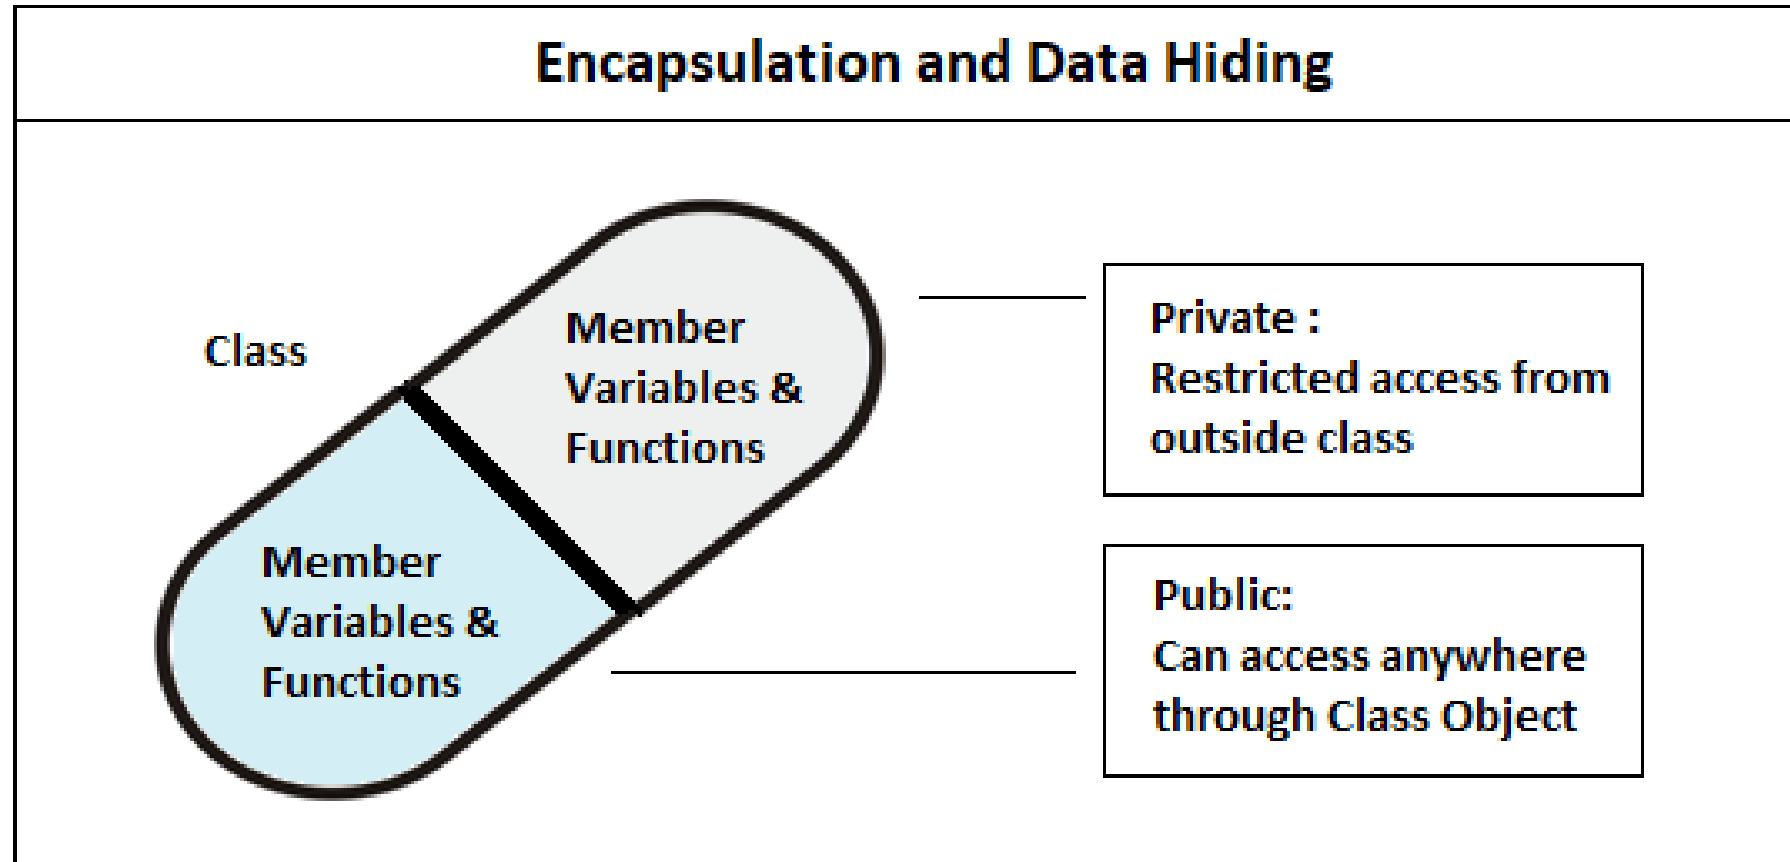 Encapsulation and Data Hiding
Class
Member
Variables &
Functions
Private :
Restricted access from
outside class
Member
Variables &
Functions
Public:
Can access anywhere
through Class Object